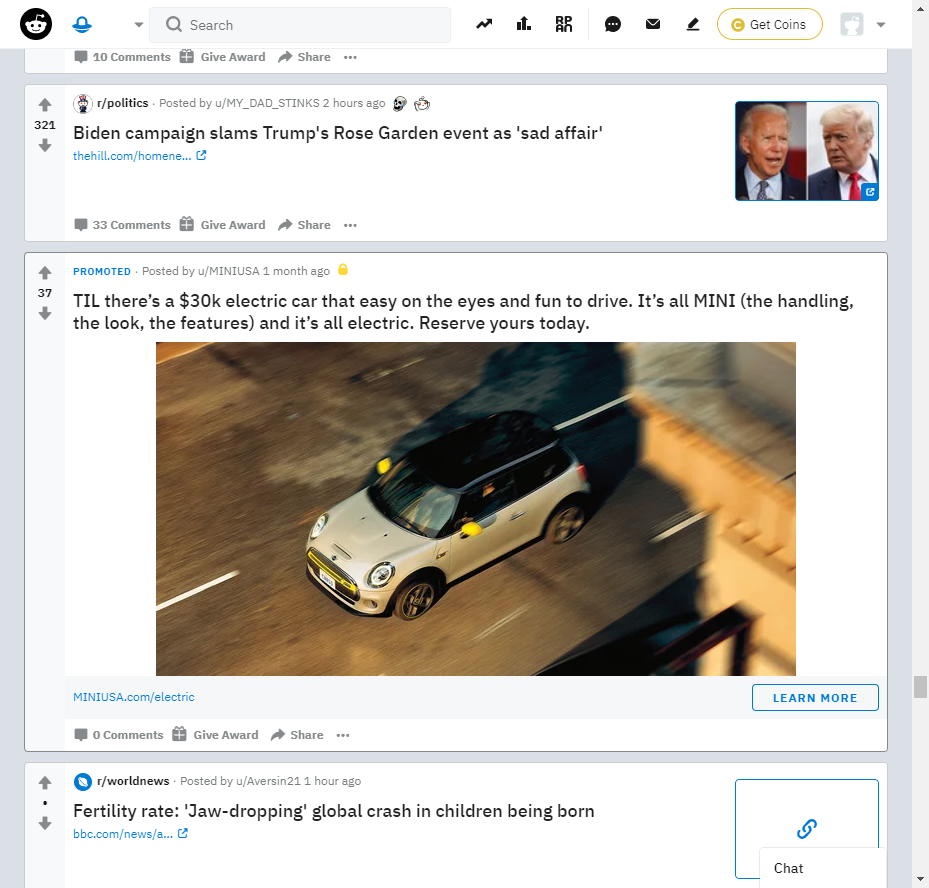 Search
Get Coins
10 Comments Give Award Share
r/politics · Posted by u/MY_DAD_STINKS 2 hours ago
321
Biden campaign slams Trump's Rose Garden event as 'sad affair'
thehill.com/homene...
33 Comments Give Award Share
PROMOTED · Posted by u/MINIUSA 1 month ago
37
TIL there’s a $30k electric car that easy on the eyes and fun to drive. It’s all MINI (the handling,
the look, the features) and it’s all electric. Reserve yours today.
MINIUSA.com/electric
LEARN MORE
0 Comments Give Award Share
r/worldnews · Posted by u/Aversin21 1 hour ago
•
Fertility rate: 'Jaw-dropping' global crash in children being born
bbc.com/news/a...
Chat